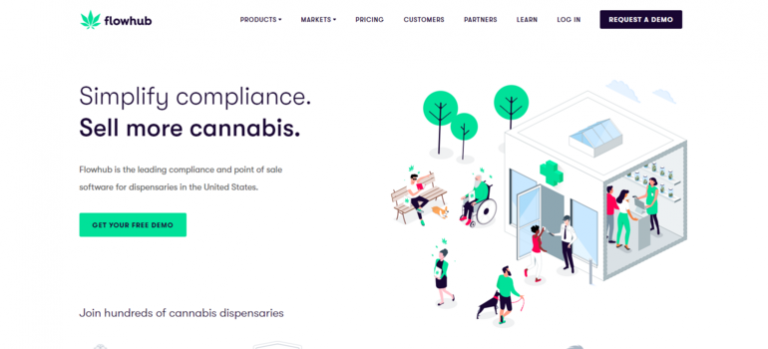 flowhub
PRODUCTS
MARKETS
PRICING
CUSTOMERS
PARTNERS
LEARN
LOG IN
REQUEST A DEMO
Simplify compliance.
Sell more cannabis.
Flowhub is the leading compliance and point of sale
software for dispensaries in the United States.
GET YOUR FREE DEMO
Join hundreds of cannabis dispensaries